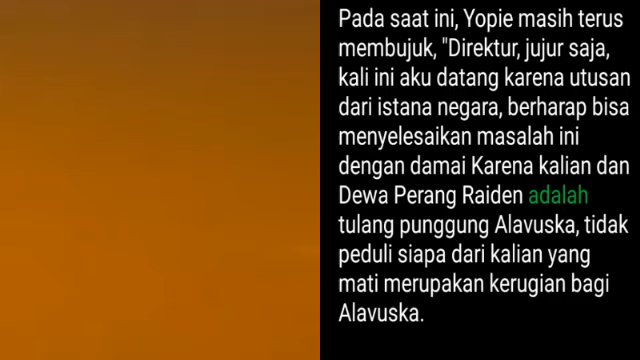 Pada saat ini, Yopie masih terus
membujuk, "Direktur, jujur saja,
kali ini aku datang karena utusan
dari istana negara, berharap bisa
menyelesaikan masalah ini
dengan damai Karena kalian dan
Dewa Perang Raiden adalah
tulang punggung Alavuska, tidak
peduli siapa dari kalian yang
mati merupakan kerugian bagi
Alavuska.